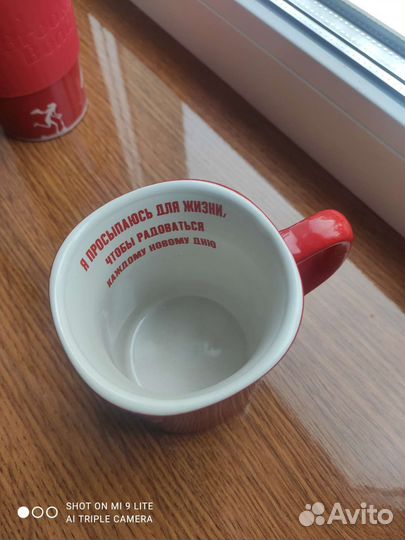 Я ПРОСЫПАЮСЬ ДЛЯ ЖИЗНИ,
ЧТОБЫ РАДОВАТЬСЯ
КАЖДОМУ НОВОМУ ДНЮ
SHOT ON MI 9 LITE
AI TRIPLE CAMERA
Avito